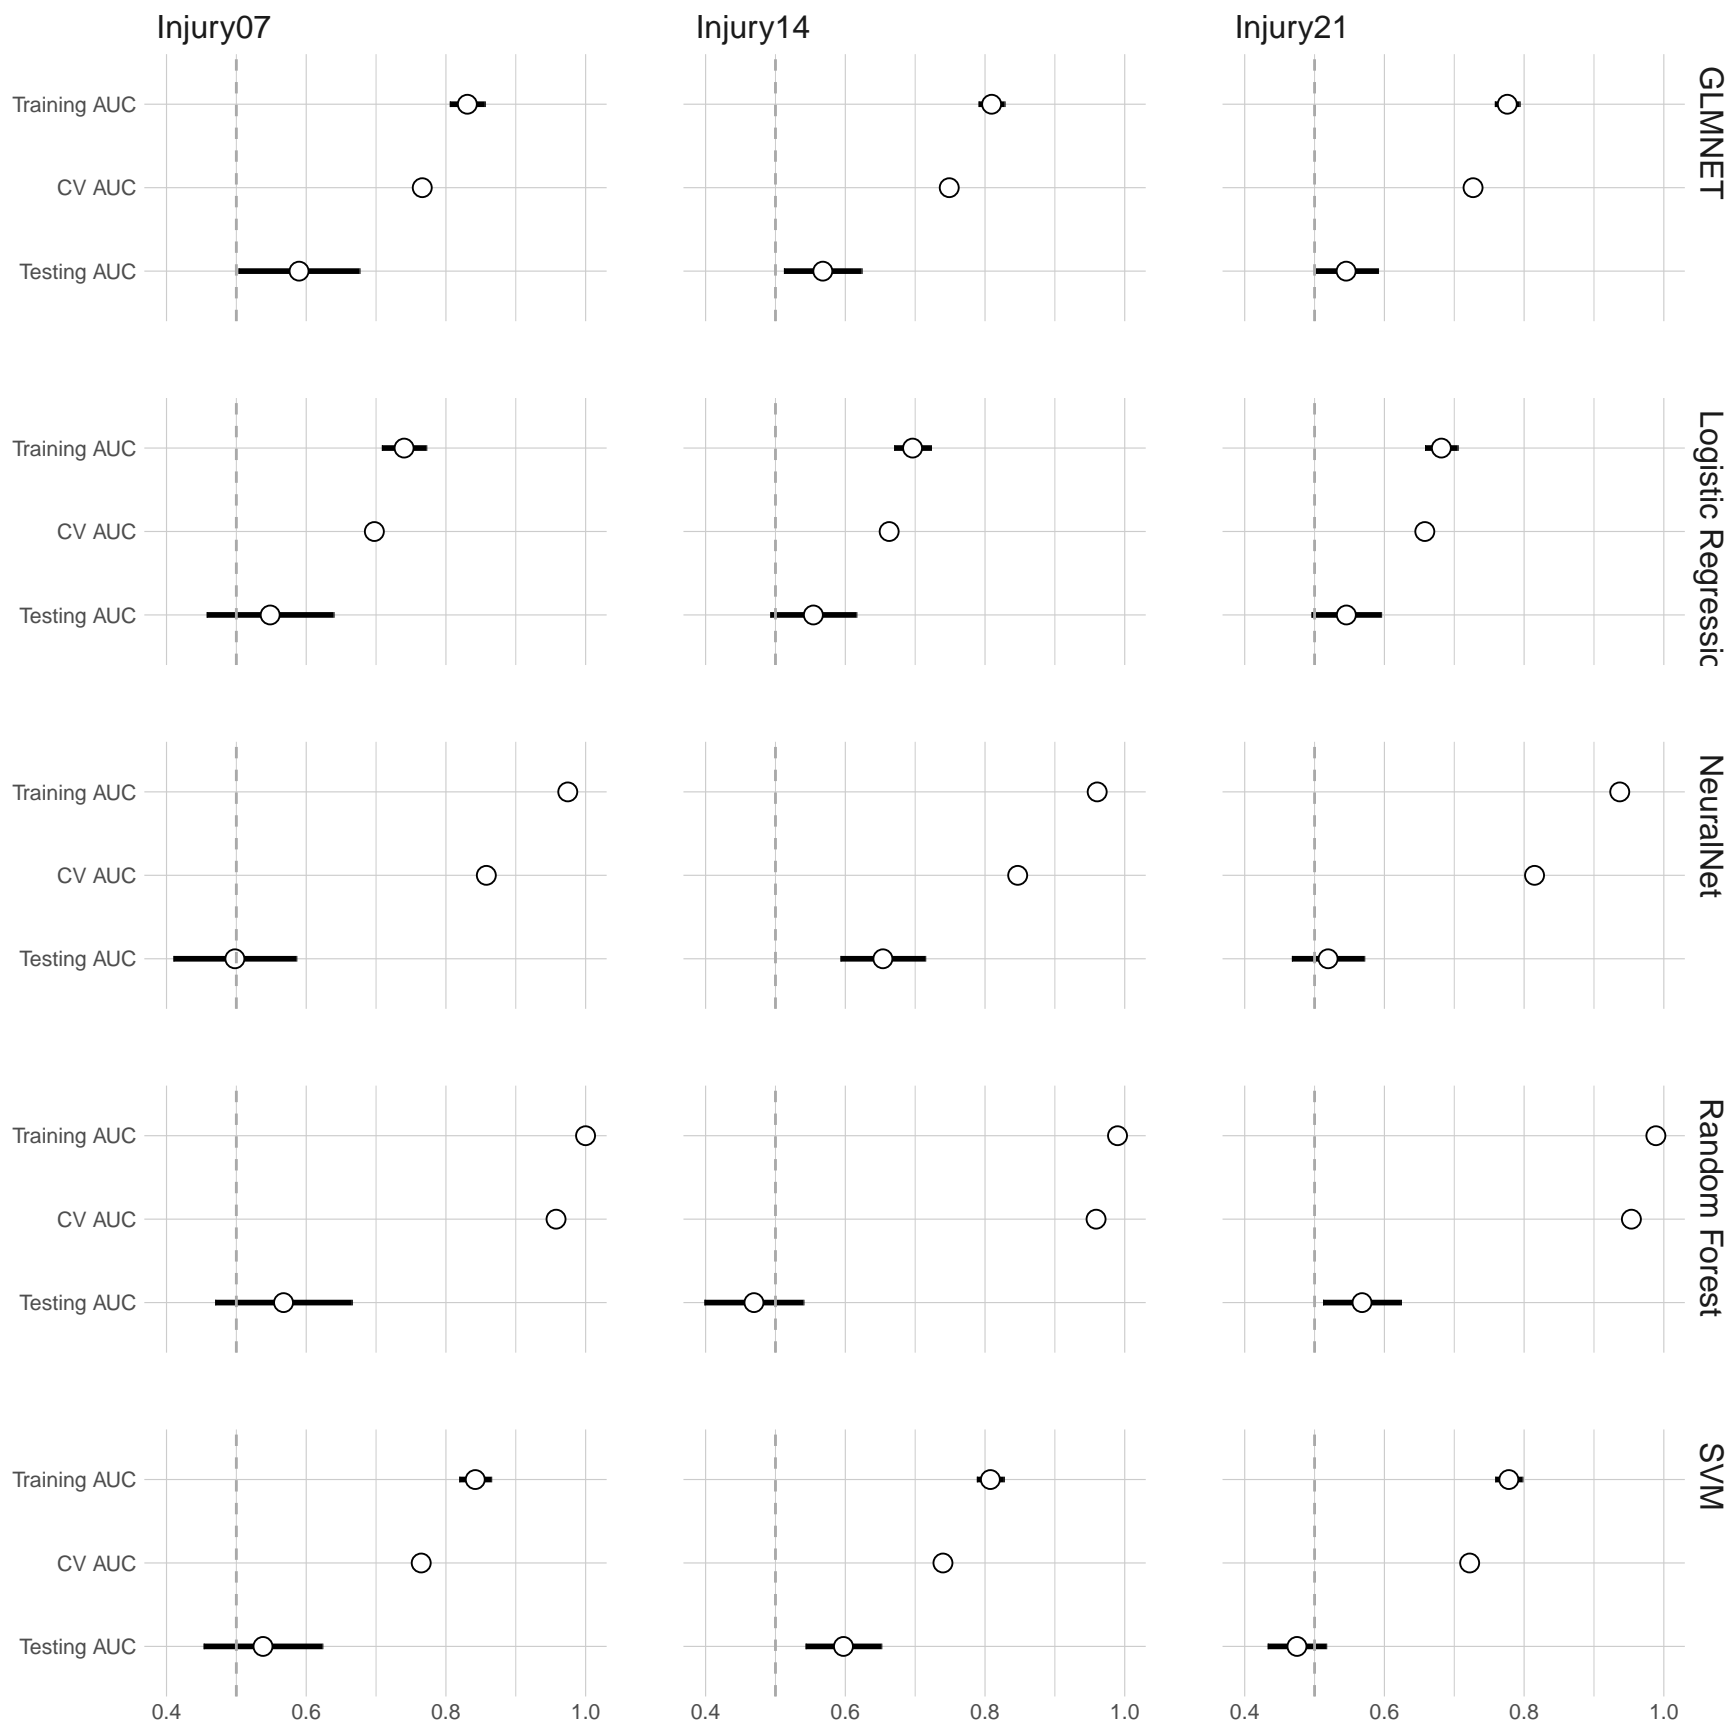 Injury07 Injury14 Injury21
Training AUC
CV AUC
Testing AUC
GLMNET
Training AUC
CV AUC
Testing AUC
Logistic Regressic
Training AUC
CV AUC
Testing AUC
NeuralNet
Training AUC
CV AUC
Testing AUC
Random Forest
Training AUC
CV AUC
Testing AUC
SVM
0.4 0.6 0.8 1.0 0.4 0.6 0.8 1.0 0.4 0.6 0.8 1.0